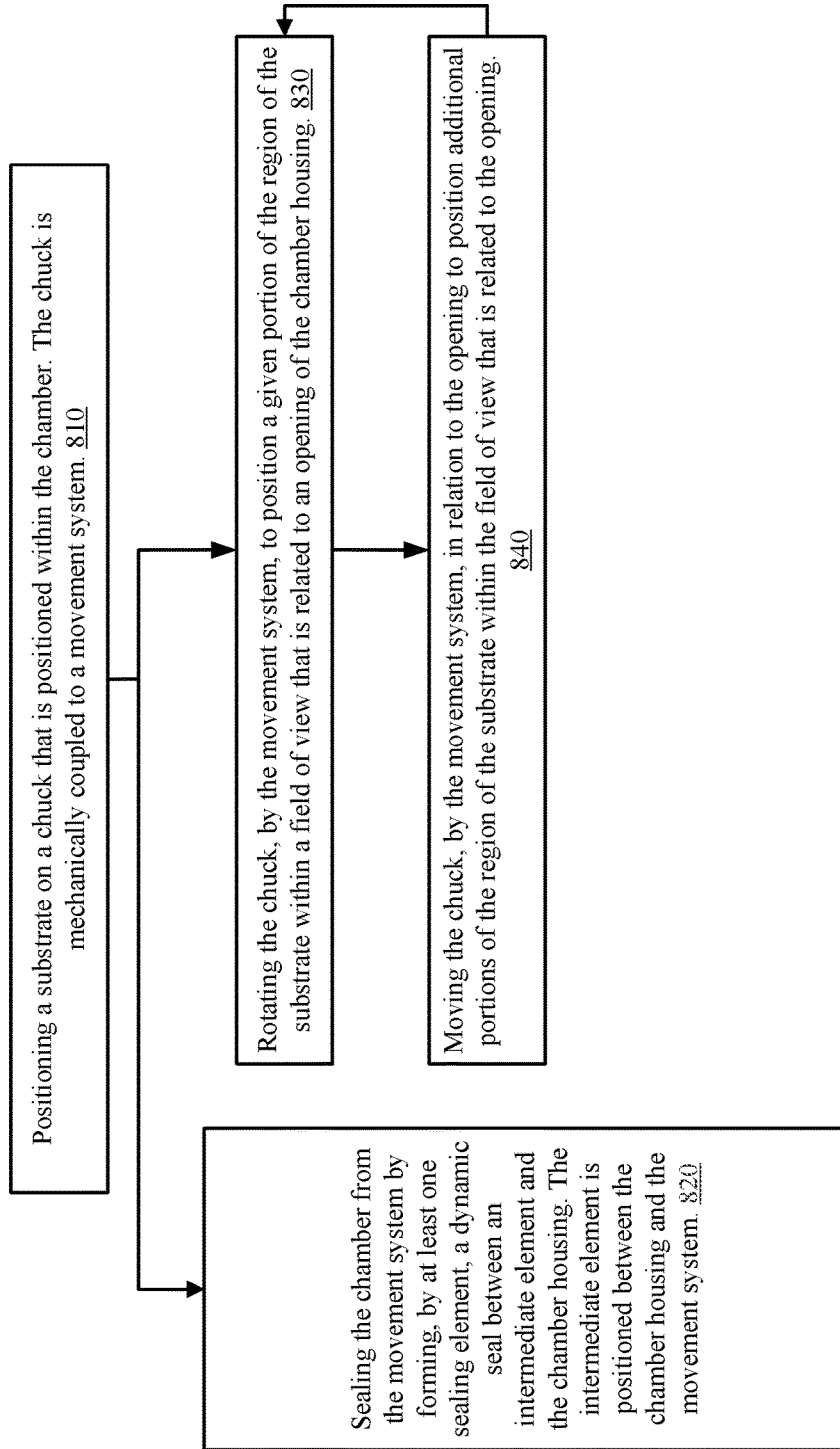 Positioning a substrate on a chuck that is positioned within the chamber. The chuck is
mechanically coupled to a movement system. 810
Sealing the chamber from
the movement system by
forming, by at least one
sealing element, a dynamic
seal between an
intermediate element and
the chamber housing. The
intermediate element is
positioned between the
chamber housing and the
movement system. 820
Rotating the chuck, by the movement system, to position a given portion of the region of the
substrate within a field of view that is related to an opening of the chamber housing. 830
Moving the chuck, by the movement system, in relation to the opening to position additional
portions of the region of the substrate within the field of view that is related to the opening.
840